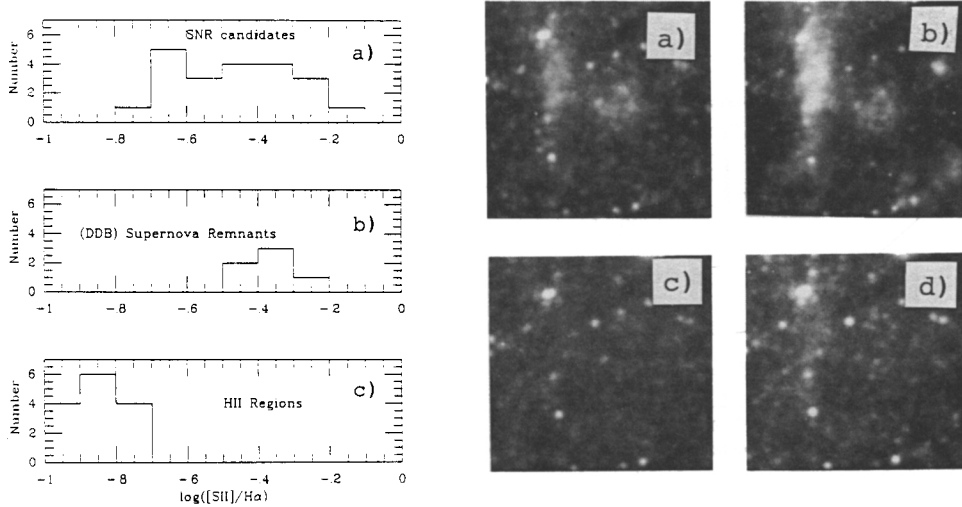 SNR candidates
a)
Number
6
4
2
0
-1
-.8
-.6
-.4
-.2
0
(DDB) Supernova Remnants
b)
Number
6
4
2
0
-1
-.8
-.6
-.4
-.2
0
HII Regions
c)
Number
6
4
2
0
-1
-.8
-.6
-.4
-.2
0
log([SII]/Hα)
a)
b)
c)
d)